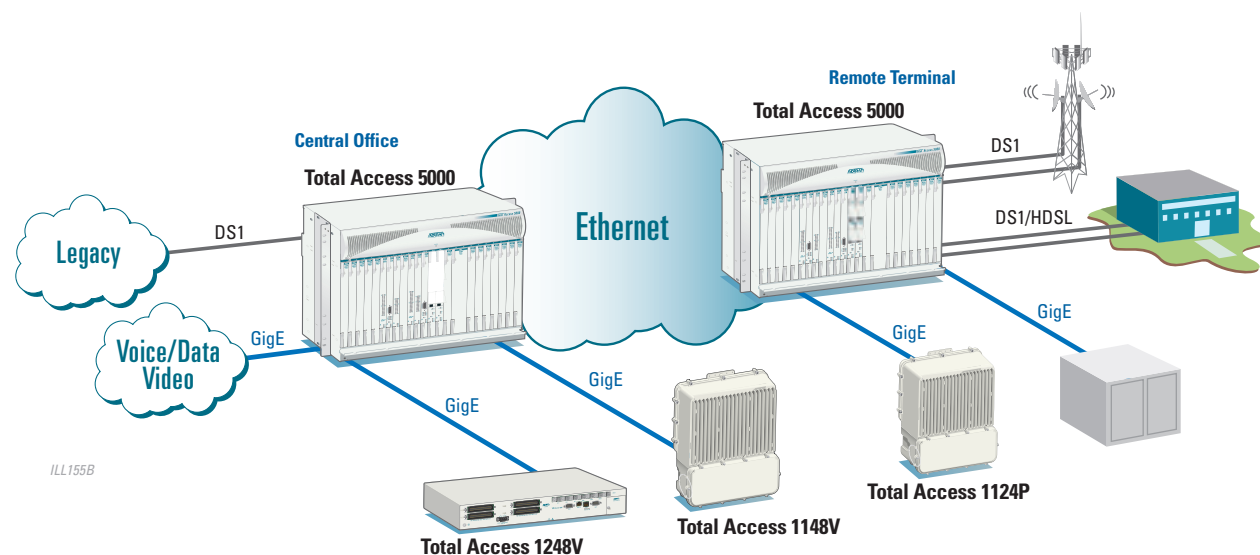 Remote Terminal
Total Access 5000
Central Office
Total Access 5000
DS1
DS1/HDSL
Ethernet
Legacy
DS1
GigE
Voice/Data
Video
GigE
GigE
GigE
ILL155B
Total Access 1124P
Total Access 1148V
Total Access 1248V